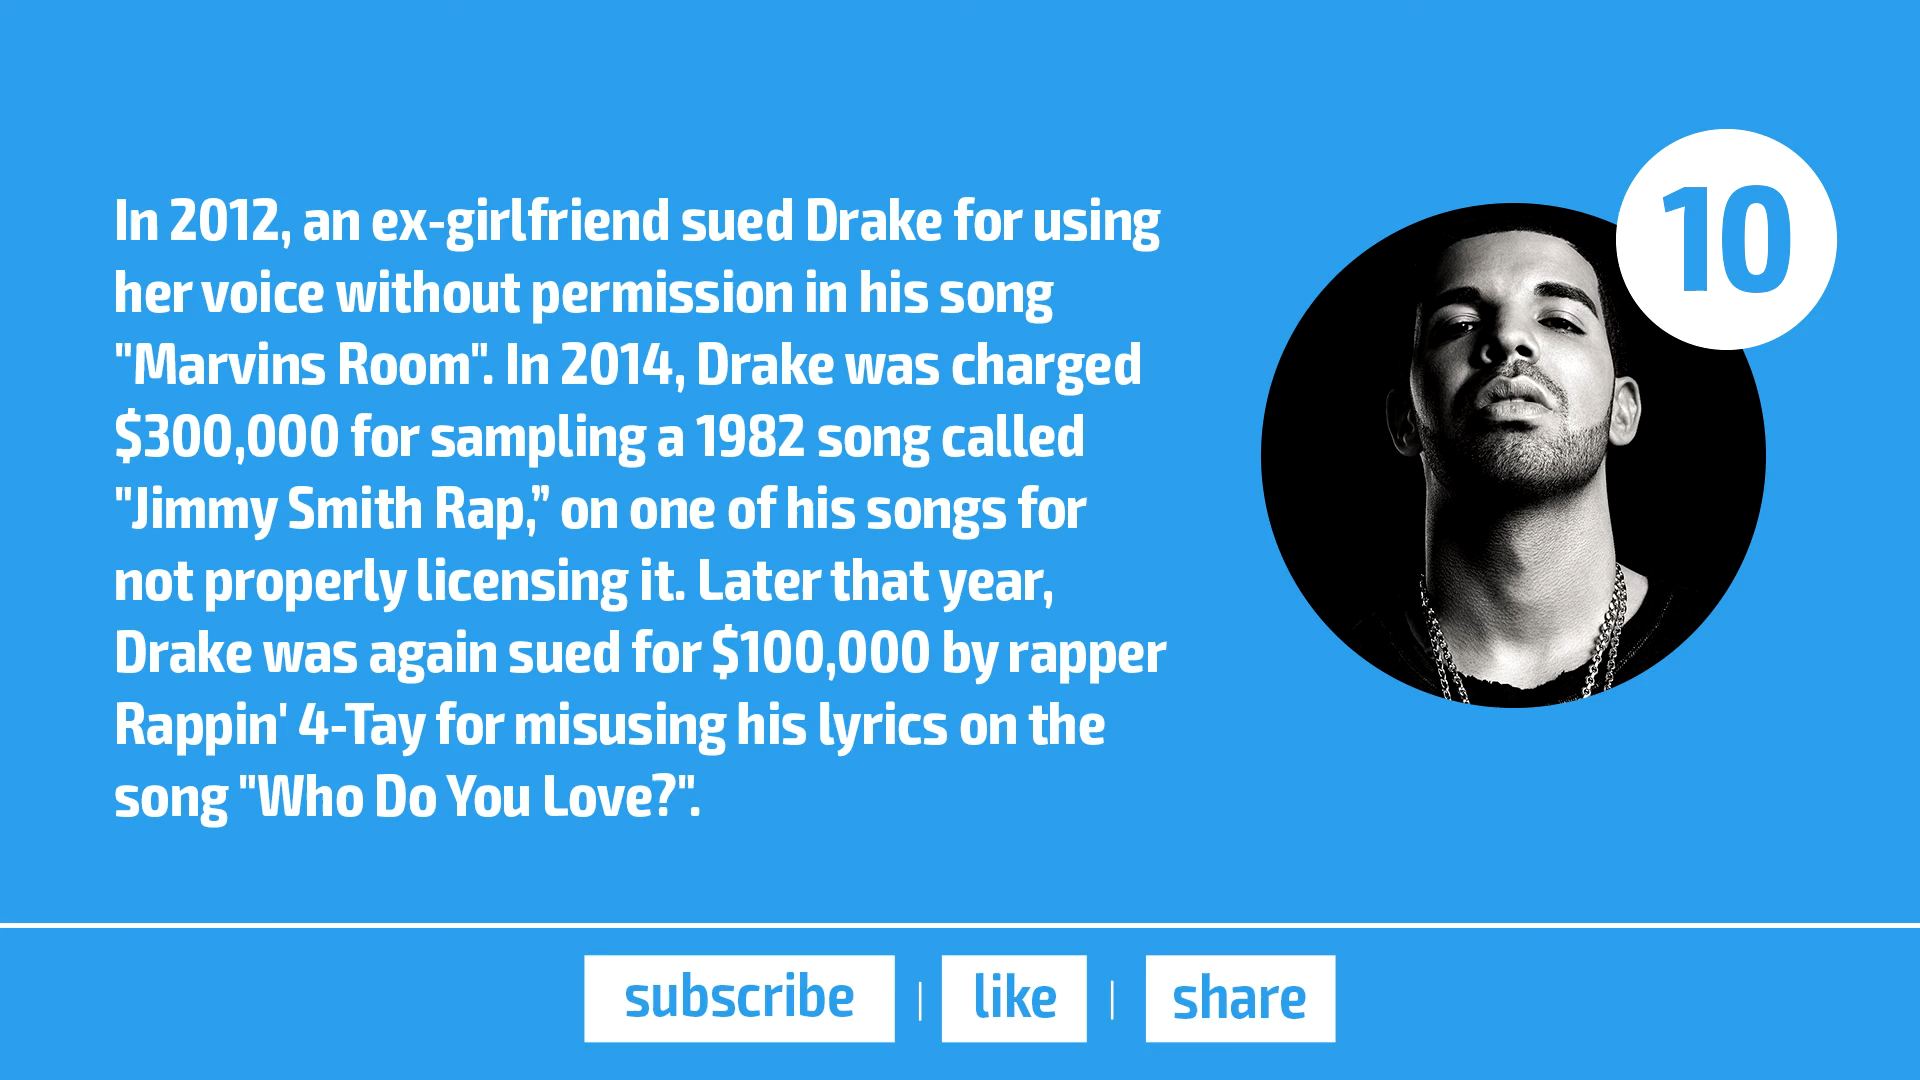 In 2012, an ex-girlfriend sued Drake for using
her voice without permission in his song
"Marvins Room". In 2014, Drake was charged
$300,000 for sampling a 1982 song called
"Jimmy Smith Rap,” on one of his songs for
not properly licensing it. Later that year,
Drake was again sued for $100,000 by rapper
Rappin' 4-Tay for misusing his lyrics on the
song "Who Do You Love?".
10
subscribe | like | share